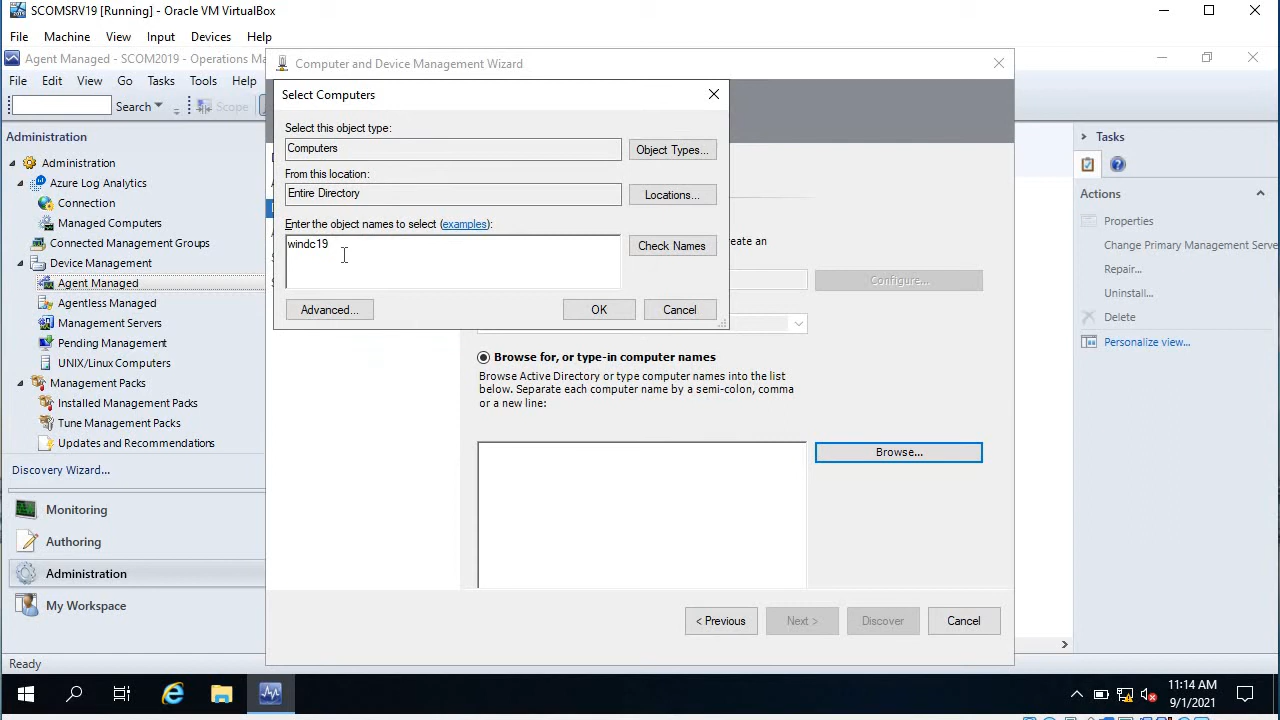 SCOMSRV19 [Running] - Oracle VM VirtualBox
File Machine View Input Devices Help
Agent Managed - SCOM2019 - Operations Ma
File Edit View Go Tasks Tools Help
Search
Scope
Administration
Administration
Azure Log Analytics
Connection
Managed Computers
Connected Management Groups
Device Management
Agent Managed
Agentless Managed
Management Servers
Pending Management
UNIX/Linux Computers
Management Packs
Installed Management Packs
Tune Management Packs
Updates and Recommendations
Discovery Wizard...
Monitoring
Authoring
Administration
My Workspace
Ready
Computer and Device Management Wizard
Select Computers
Select this object type:
Computers
Object Types...
From this location:
Entire Directory
Locations...
Enter the object names to select (examples):
windc19
Check Names
Advanced...
OK
Cancel
reate an
Configure...
Browse for, or type-in computer names
Browse Active Directory or type computer names into the list
below. Separate each computer name by a semi-colon, comma
or a new line:
Browse...
< Previous
Next >
Discover
Cancel
Tasks
Actions
Properties
Change Primary Management Serve
Repair...
Uninstall...
Delete
Personalize view...
11:14 AM
9/1/2021